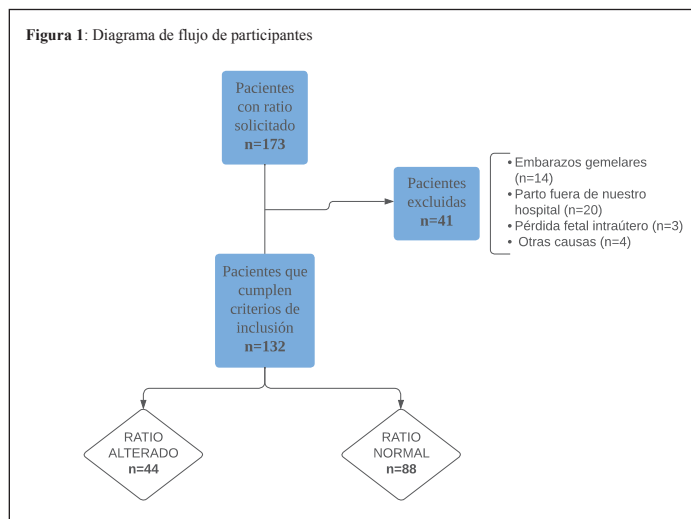 Figura 1: Diagrama de flujo de participantes
Pacientes
con ratio
solicitado
n=173
Pacientes
excluidas
n=41
• Embarazos gemelares
(n=14)
• Parto fuera de nuestro
hospital (n=20)
• Pérdida fetal intraútero (n=3)
• Otras causas (n=4)
Pacientes que
cumplen
criterios de
inclusión
n=132
RATIO
ALTERADO
n=44
RATIO
NORMAL
n=88